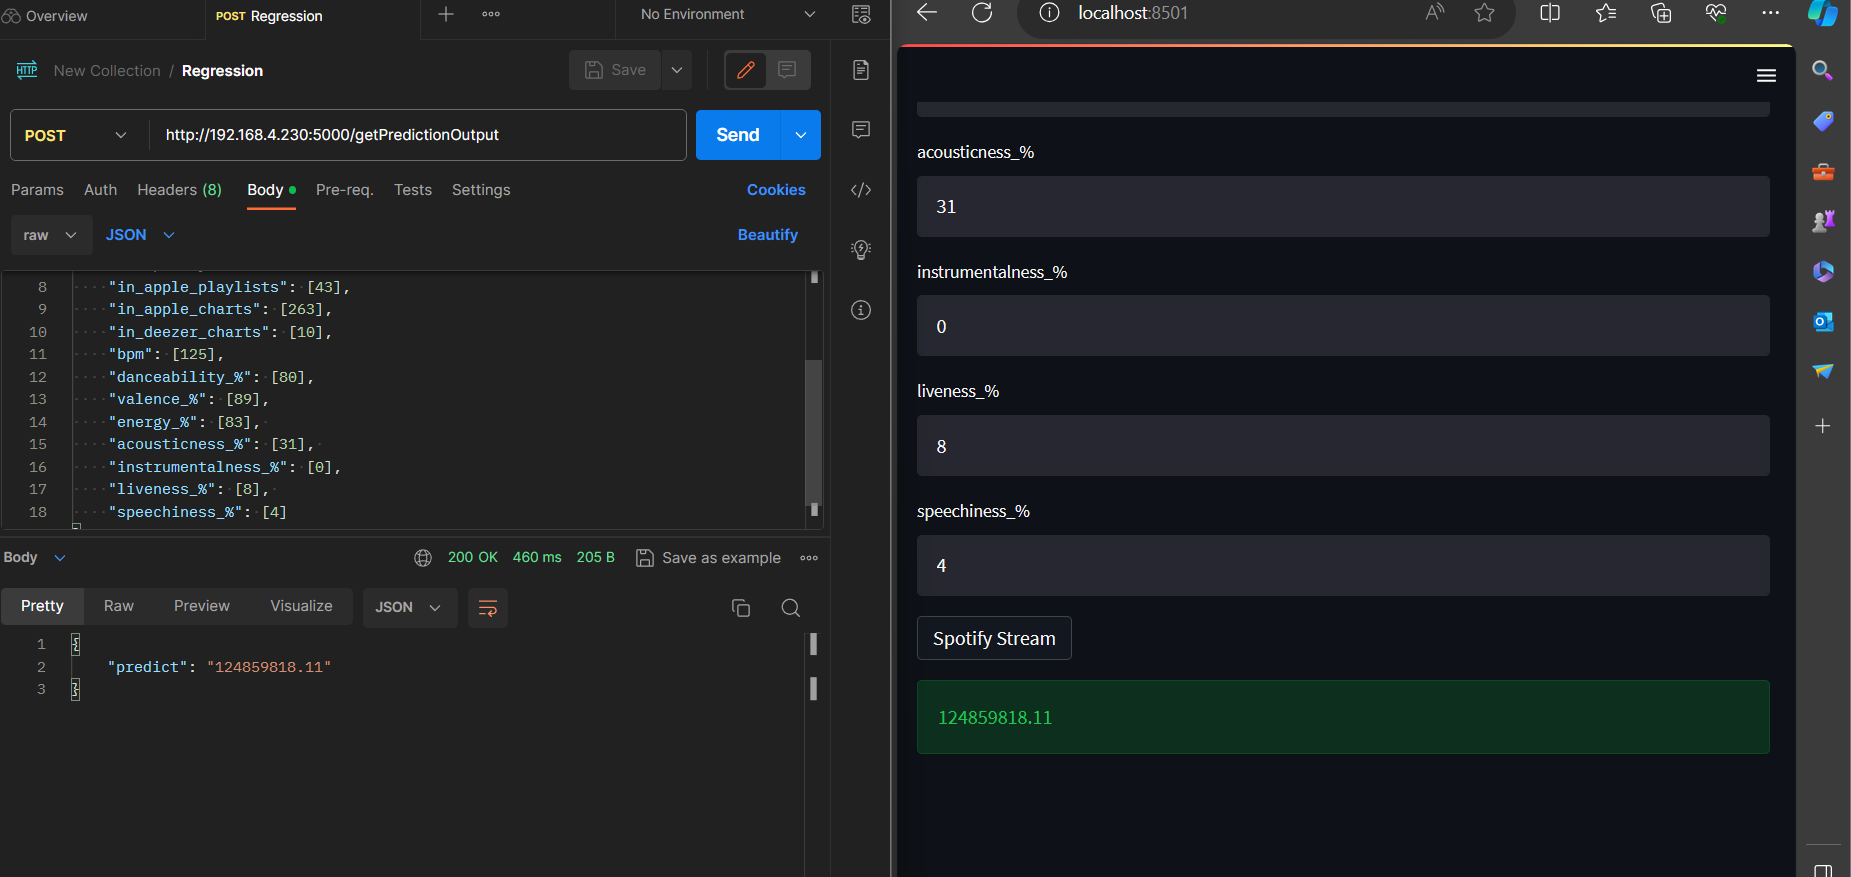 Overview
POST Regression
No Environment
HTTP
New Collection / Regression
Save
POST
http://192.168.4.230:5000/getPredictionOutput
Send
Params Auth Headers (8) Body Pre-req. Tests Settings Cookies
raw JSON Beautify
8 "in_apple_playlists": [43],
9 "in_apple_charts": [263],
10 "in_deezer_charts": [10],
11 "bpm": [125],
12 "danceability_%": [80],
13 "valence_%": [89],
14 "energy_%": [83],
15 "acousticness_%": [31],
16 "instrumentalness_%": [0],
17 "liveness_%": [8],
18 "speechiness_%": [4]
Body 200 OK 460 ms 205 B Save as example
Pretty Raw Preview Visualize JSON
1 {
2 "predict": "124859818.11"
3 }
localhost:8501
acousticness_%
31
instrumentalness_%
0
liveness_%
8
speechiness_%
4
Spotify Stream
124859818.11